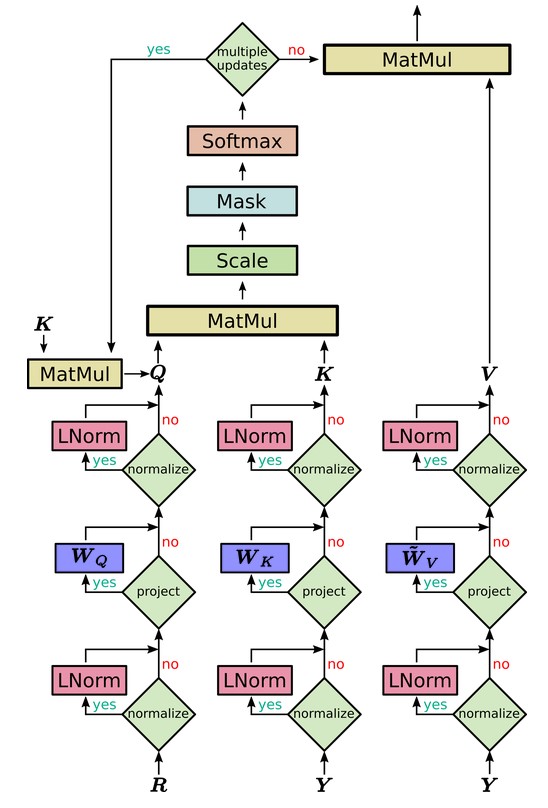 multiple
updates
yes
no
MatMul
Softmax
Mask
Scale
MatMul
K
MatMul
Q
K
V
no
no
no
LNorm
LNorm
LNorm
yes
normalize
yes
normalize
yes
normalize
no
no
no
W_Q
W_K
W̃_V
yes
project
yes
project
yes
project
no
no
no
LNorm
LNorm
LNorm
yes
normalize
yes
normalize
yes
normalize
R
Y
Y